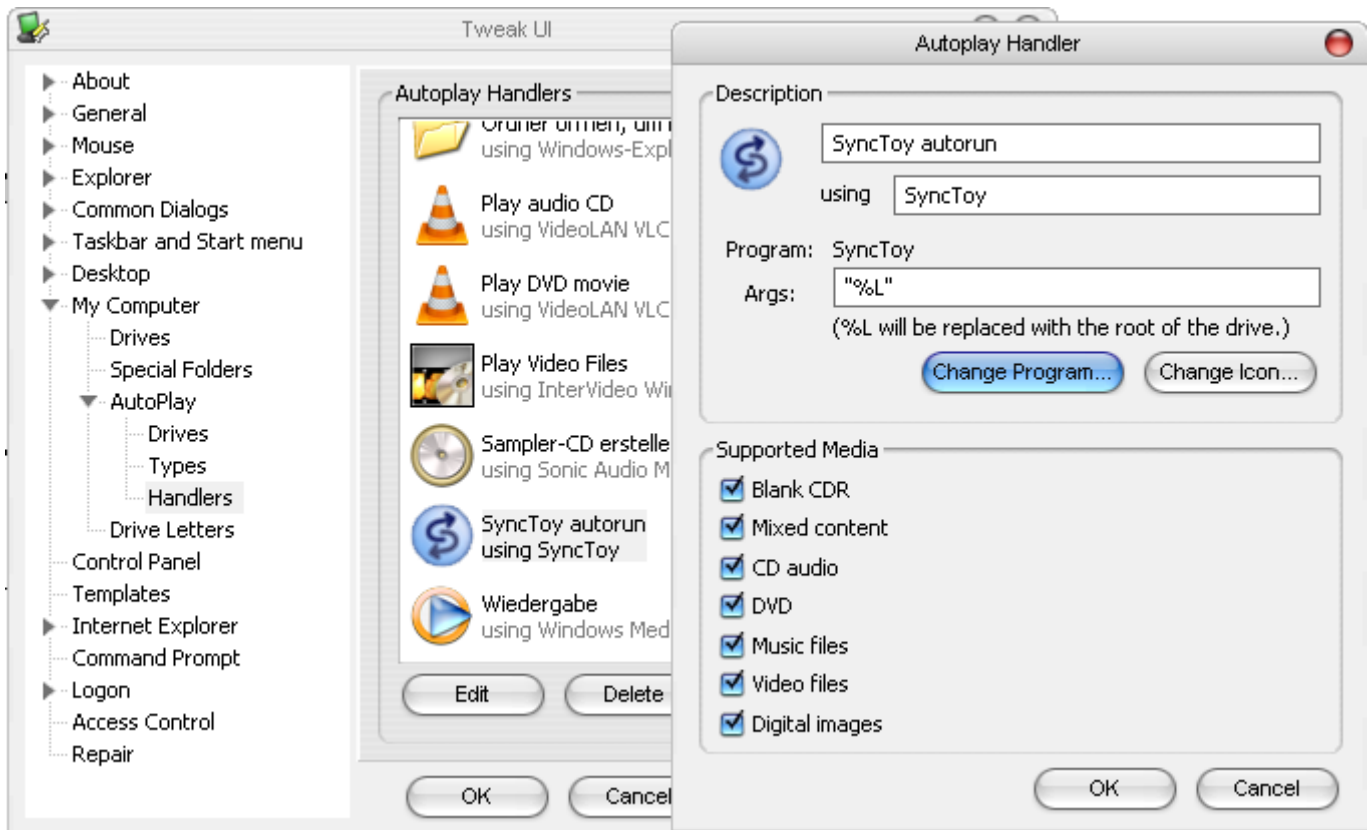 Tweak UI
About
General
Mouse
Explorer
Common Dialogs
Taskbar and Start menu
Desktop
My Computer
Drives
Special Folders
AutoPlay
Drives
Types
Handlers
Drive Letters
Control Panel
Templates
Internet Explorer
Command Prompt
Logon
Access Control
Repair
Autoplay Handlers
using Windows-Expl
Play audio CD
using VideoLAN VLC
Play DVD movie
using VideoLAN VLC
Play Video Files
using InterVideo Wi
Sampler-CD erstelle
using Sonic Audio M
SyncToy autorun
using SyncToy
Wiedergabe
using Windows Med
Edit
Delete
OK
Cancel
Autoplay Handler
Description
SyncToy autorun
using SyncToy
Program: SyncToy
Args: "%L"
(%L will be replaced with the root of the drive.)
Change Program...
Change Icon...
Supported Media
Blank CDR
Mixed content
CD audio
DVD
Music files
Video files
Digital images
OK
Cancel